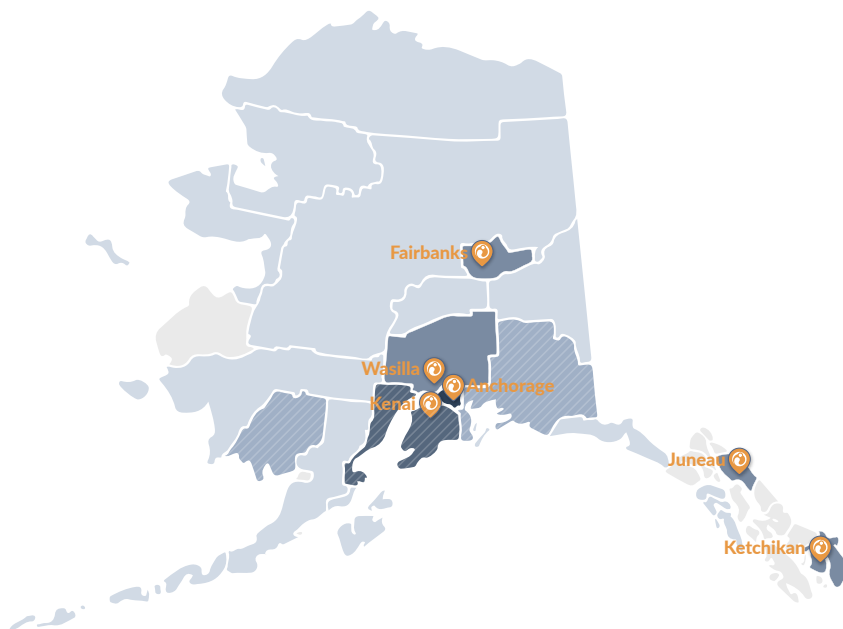 Fairbanks
Wasilla
Anchorage
Kenai
Juneau
Ketchikan